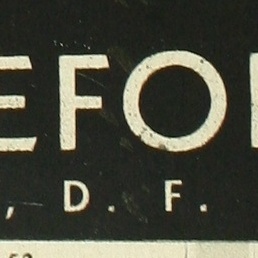 EFO
, D. F.